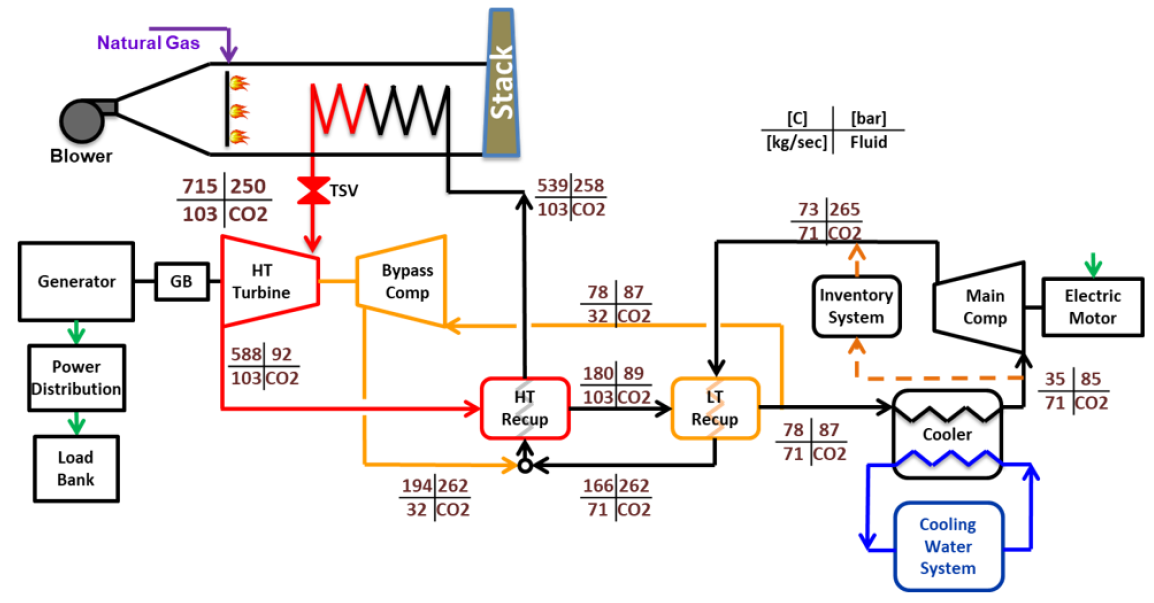 Natural Gas
Stack
Blower
[C] [bar]
[kg/sec] Fluid
715 250
103 CO2
TSV
539 258
103 CO2
73 265
71 CO2
Generator
GB
HT
Turbine
Bypass
Comp
78 87
32 CO2
Inventory
System
Main
Comp
Electric
Motor
Power
Distribution
588 92
103 CO2
HT
Recup
180 89
103 CO2
LT
Recup
78 87
71 CO2
Cooler
35 85
71 CO2
Load
Bank
194 262
32 CO2
166 262
71 CO2
Cooling
Water
System